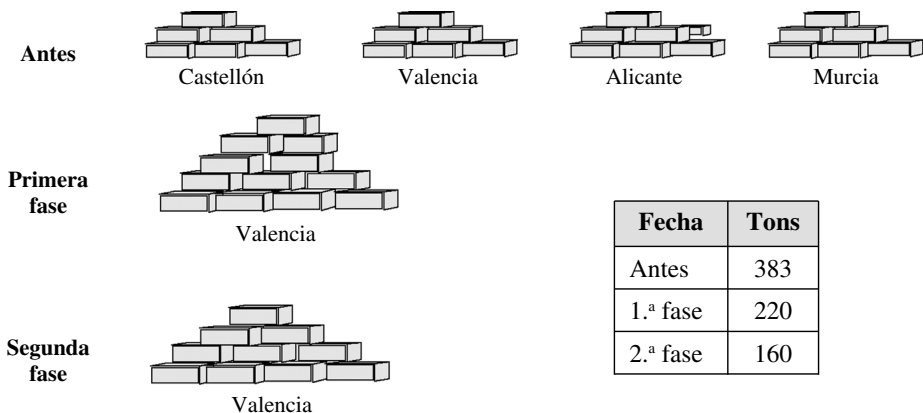 Antes
Castellón Valencia Alicante Murcia
Primera
fase
Valencia
Fecha Tons
Antes 383
1.ª fase 220
2.ª fase 160
Segunda
fase
Valencia